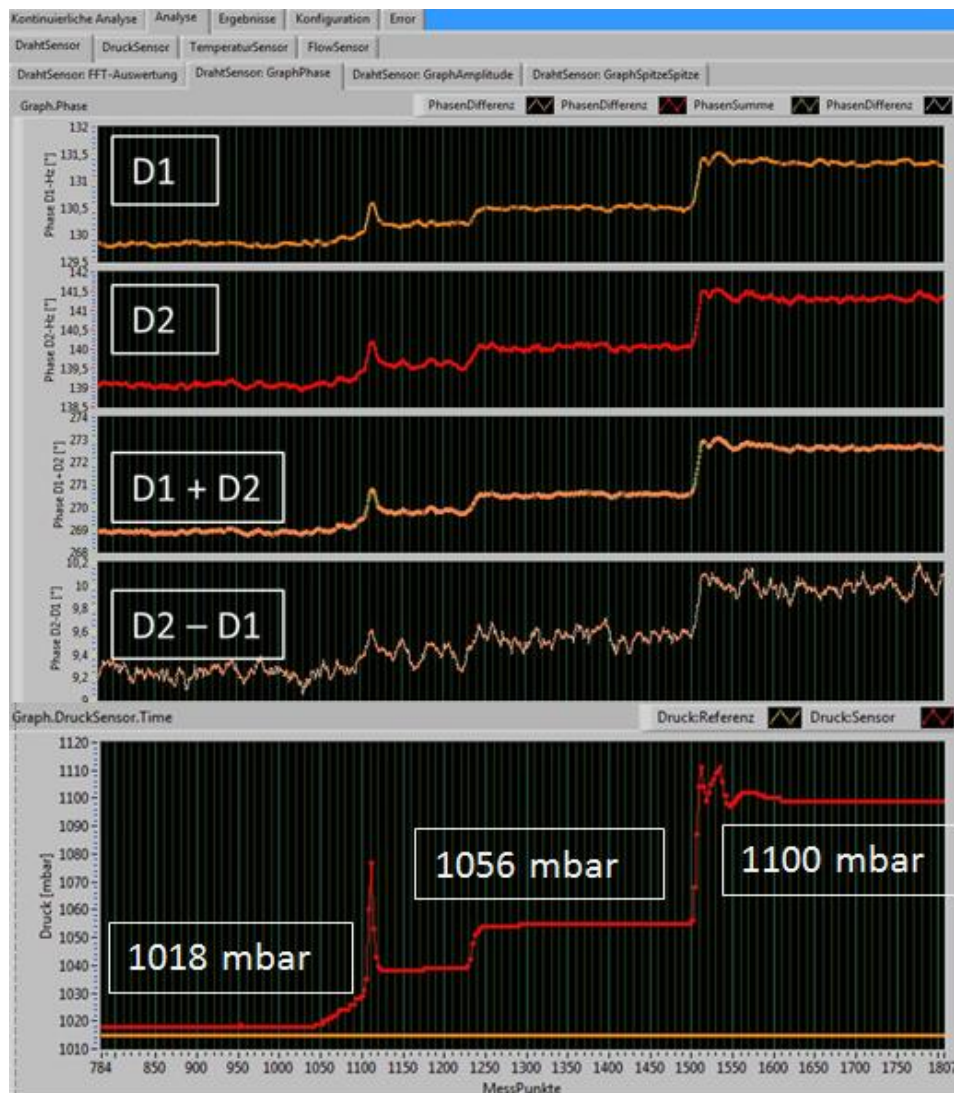 Kontinuierliche Analyse Analyse Ergebnisse Konfiguration Error
DrahtSensor DruckSensor TemperaturSensor FlowSensor
DrahtSensor: FFT-Auswertung DrahtSensor: GraphPhase DrahtSensor: GraphAmplitude DrahtSensor: GraphSpitzeSpitze
Graph.Phase PhasenDifferenz PhasenDifferenz PhasenSumme PhasenDifferenz
Phase D1-Hz [°]
132
131,5
131
130,5
130
129,5
D1
Phase D2-Hz [°]
142
141,5
141
140,5
140
139,5
139
138,5
D2
Phase D1+D2 [°]
274
273
272
271
270
269
268
D1 + D2
Phase D2-D1 [°]
10,2
10
9,8
9,6
9,4
9,2
9
D2 – D1
Graph.DruckSensor.Time Druck:Referenz Druck:Sensor
Druck [mbar]
1120
1110
1100
1090
1080
1070
1060
1050
1040
1030
1020
1010
1018 mbar
1056 mbar
1100 mbar
784 850 900 950 1000 1050 1100 1150 1200 1250 1300 1350 1400 1450 1500 1550 1600 1650 1700 1750 1807
MessPunkte